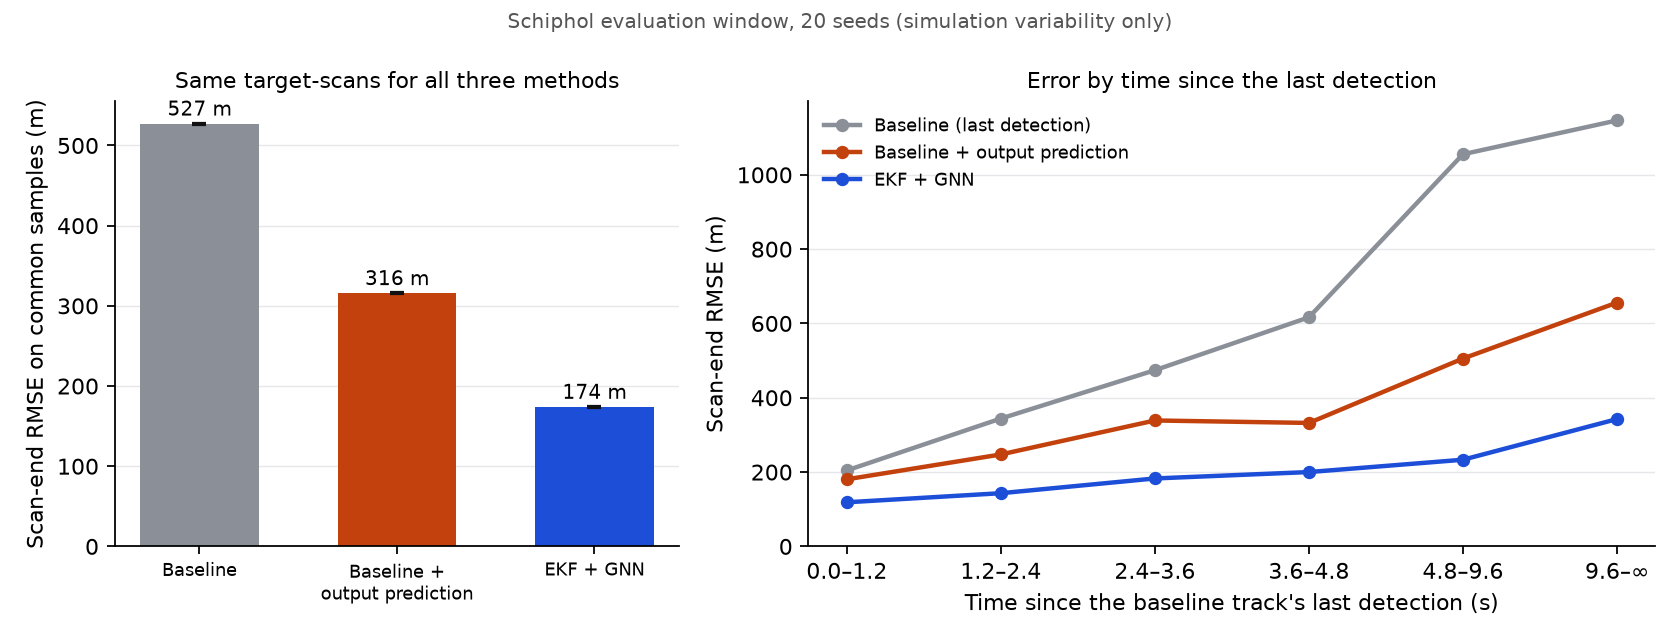 Schiphol evaluation window, 20 seeds (simulation variability only)
Same target-scans for all three methods
Scan-end RMSE on common samples (m)
500
400
300
200
100
0
527 m
316 m
174 m
Baseline
Baseline +
output prediction
EKF + GNN
Error by time since the last detection
Baseline (last detection)
Baseline + output prediction
EKF + GNN
Scan-end RMSE (m)
1000
800
600
400
200
0
0.0–1.2
1.2–2.4
2.4–3.6
3.6–4.8
4.8–9.6
9.6–∞
Time since the baseline track's last detection (s)